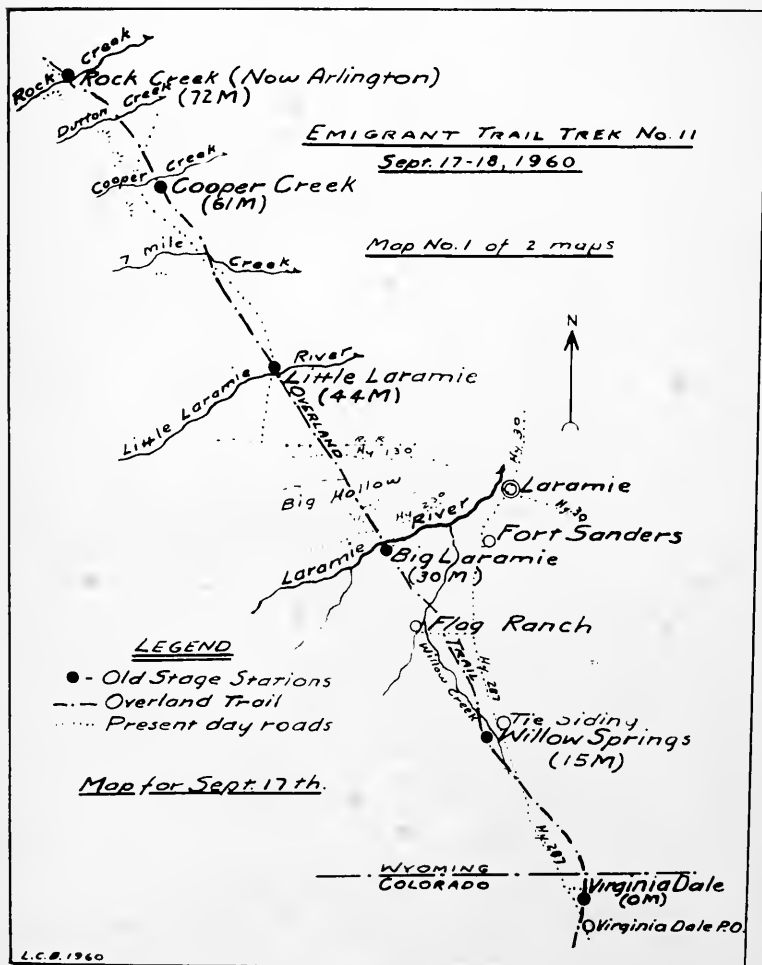 Rock Creek
Rock Creek (Now Arlington)
(72M)
Dutton Creek
EMIGRANT TRAIL TREK No. 11
Sept. 17-18, 1960
Cooper Creek
Cooper Creek
(61M)
Map No. 1 of 2 maps
7 Mile Creek
N
Little Laramie River
Little Laramie
(44M)
OVERLAND
R.R.
Hy 130
Hy. 30
Big Hollow
Hy. 230
Laramie
Hy. 30
Laramie River
Fort Sanders
Big Laramie
(30M)
Flag Ranch
LEGEND
Old Stage Stations
Overland Trail
Present day roads
TRAIL
Hy. 287
Willow Creek
Tie Siding
Willow Springs
(15M)
Map for Sept. 17th.
Hy. 287
WYOMING
COLORADO
Virginia Dale
(0M)
Virginia Dale P.O.
L.C.B. 1960